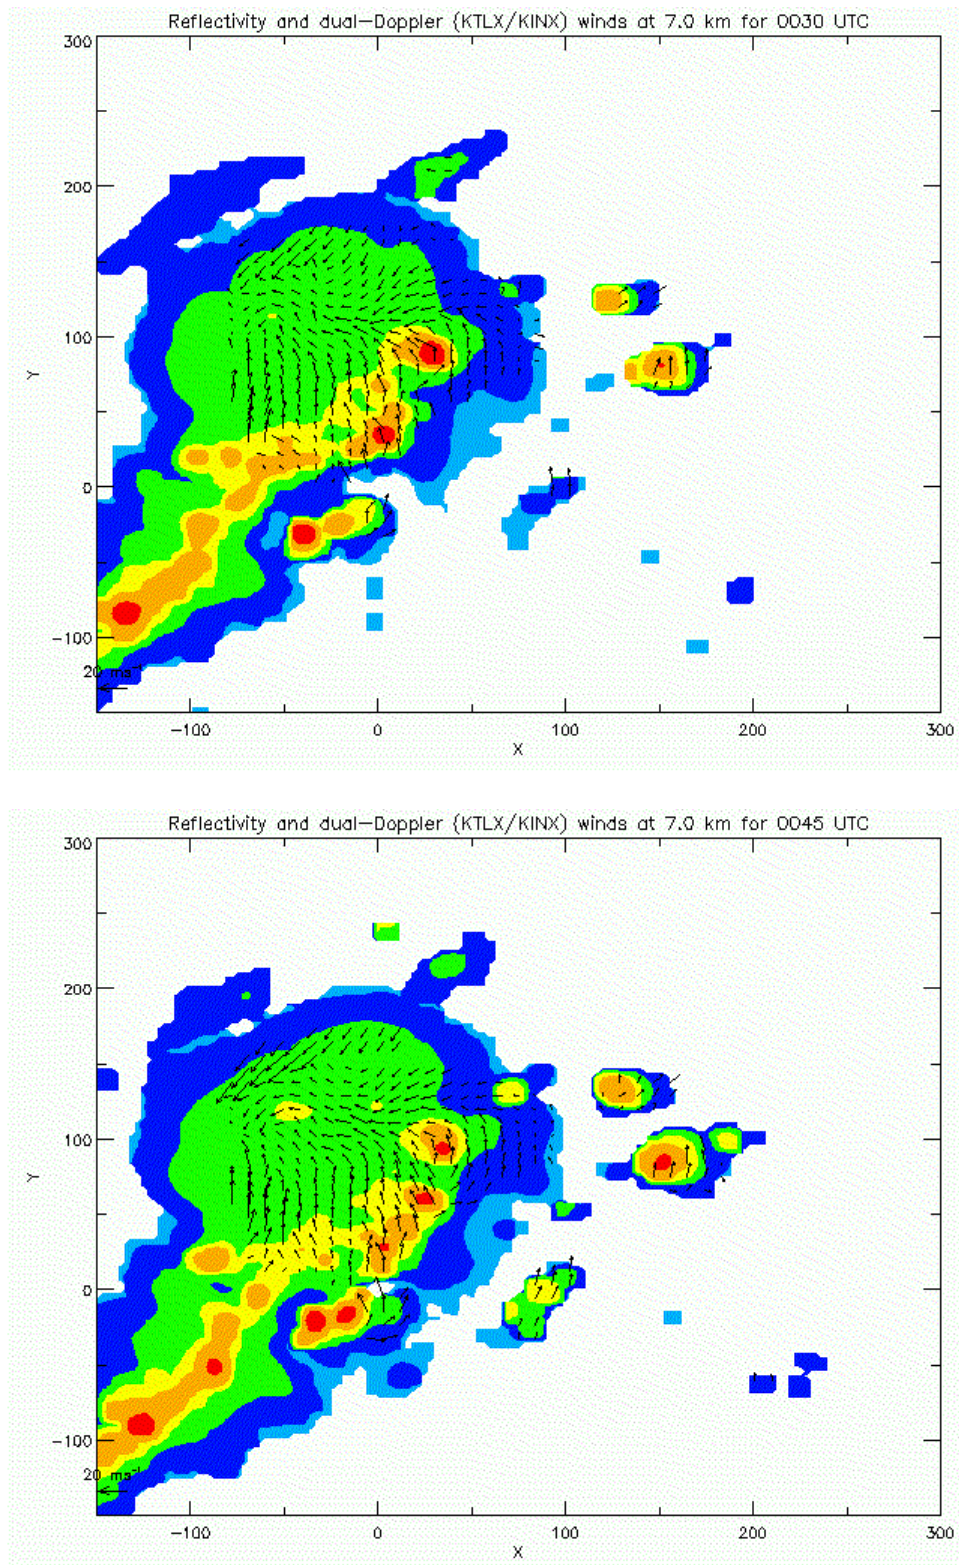 Reflectivity and dual-Doppler (KTLX/KINX) winds at 7.0 km for 0030 UTC
300
200
100
Y
0
-100
20 ms⁻¹
-100 0 100 200 300
X
Reflectivity and dual-Doppler (KTLX/KINX) winds at 7.0 km for 0045 UTC
300
200
100
Y
0
-100
20 ms⁻¹
-100 0 100 200 300
X